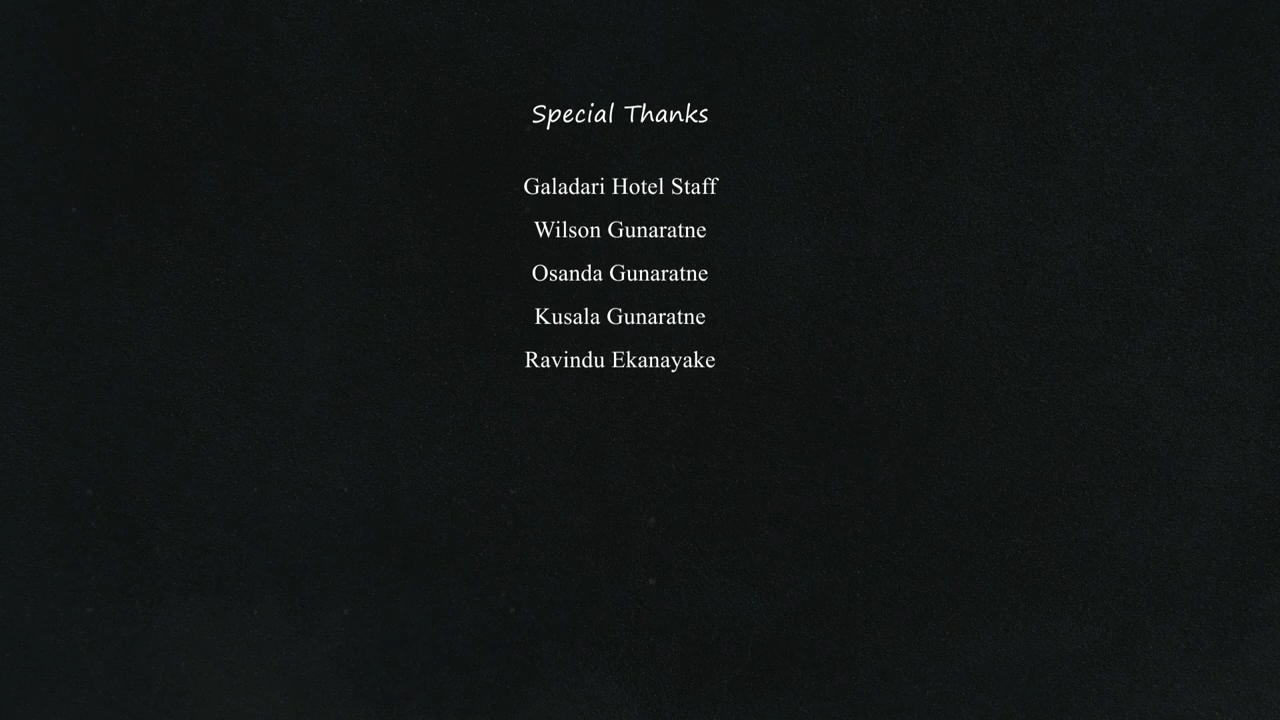 Special Thanks
Galadari Hotel Staff
Wilson Gunaratne
Osanda Gunaratne
Kusala Gunaratne
Ravindu Ekanayake